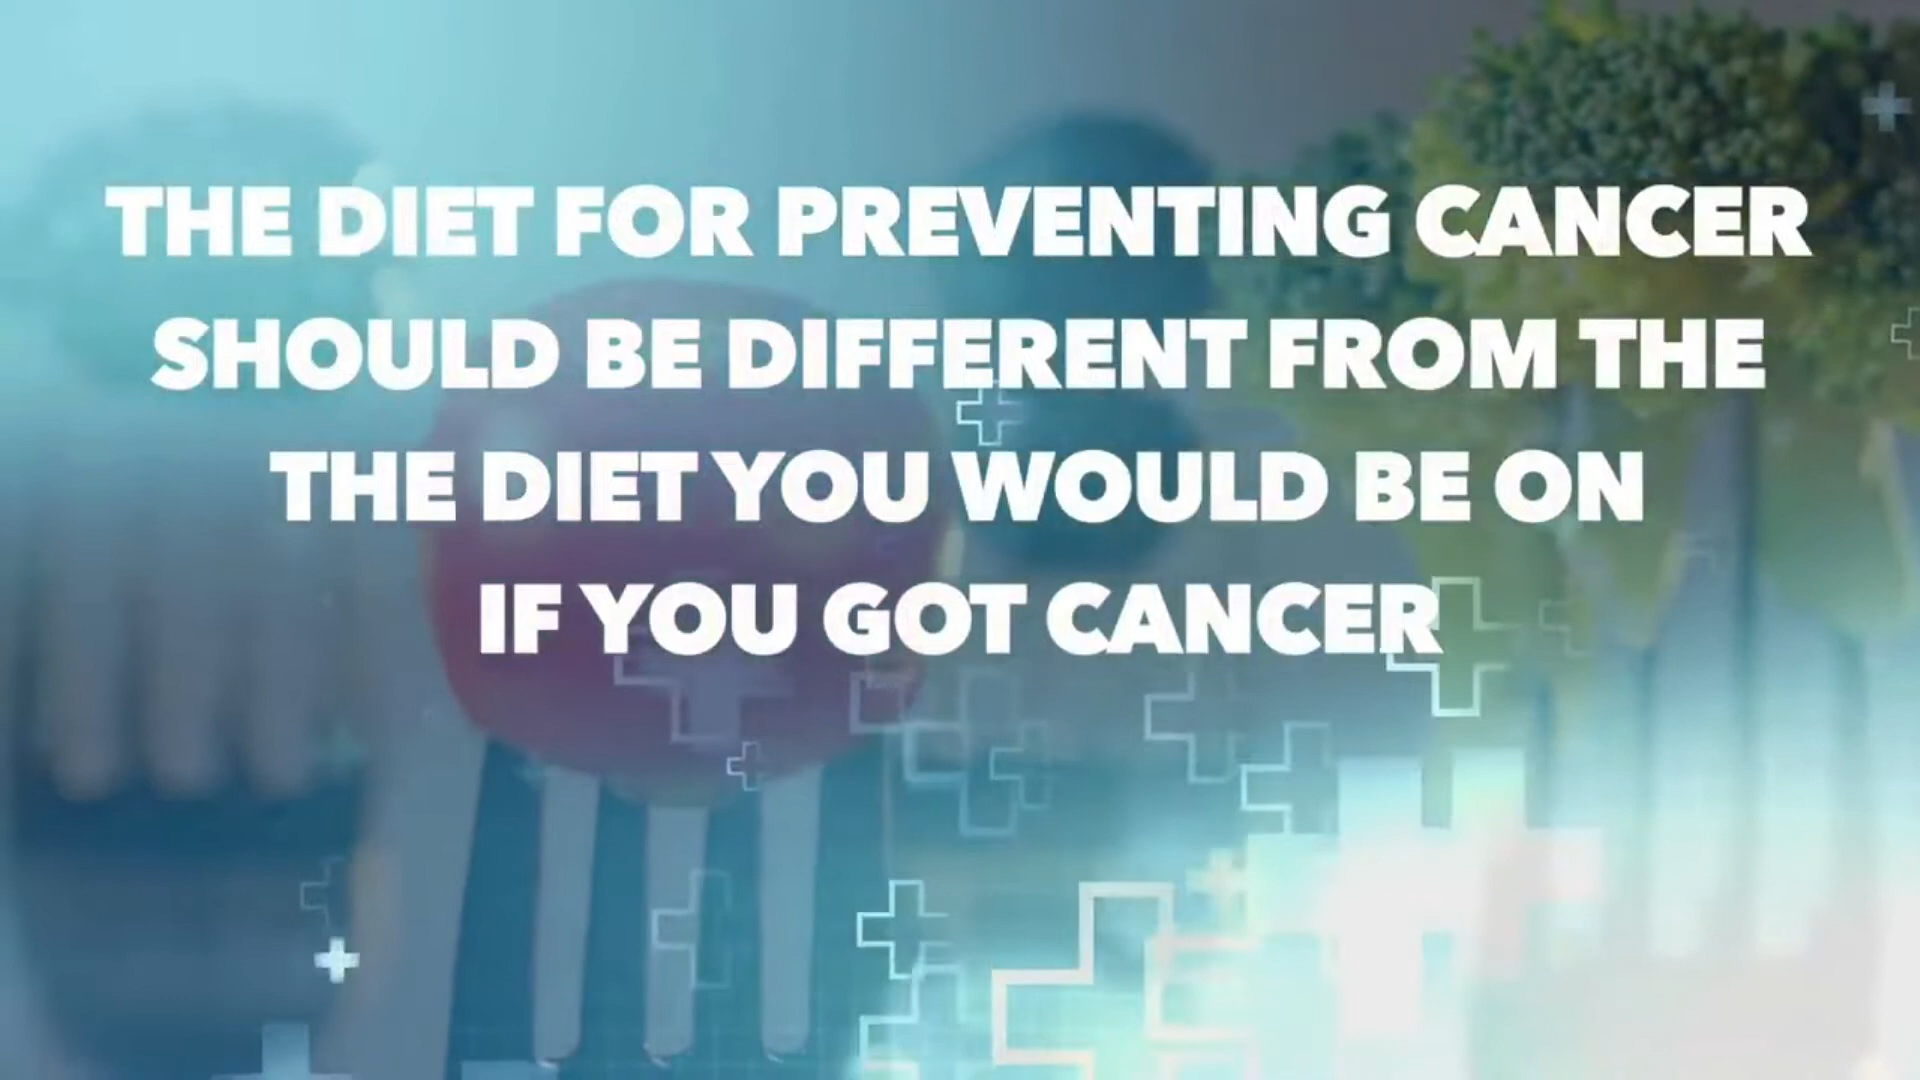 THE DIET FOR PREVENTING CANCER
SHOULD BE DIFFERENT FROM THE
THE DIET YOU WOULD BE ON
IF YOU GOT CANCER